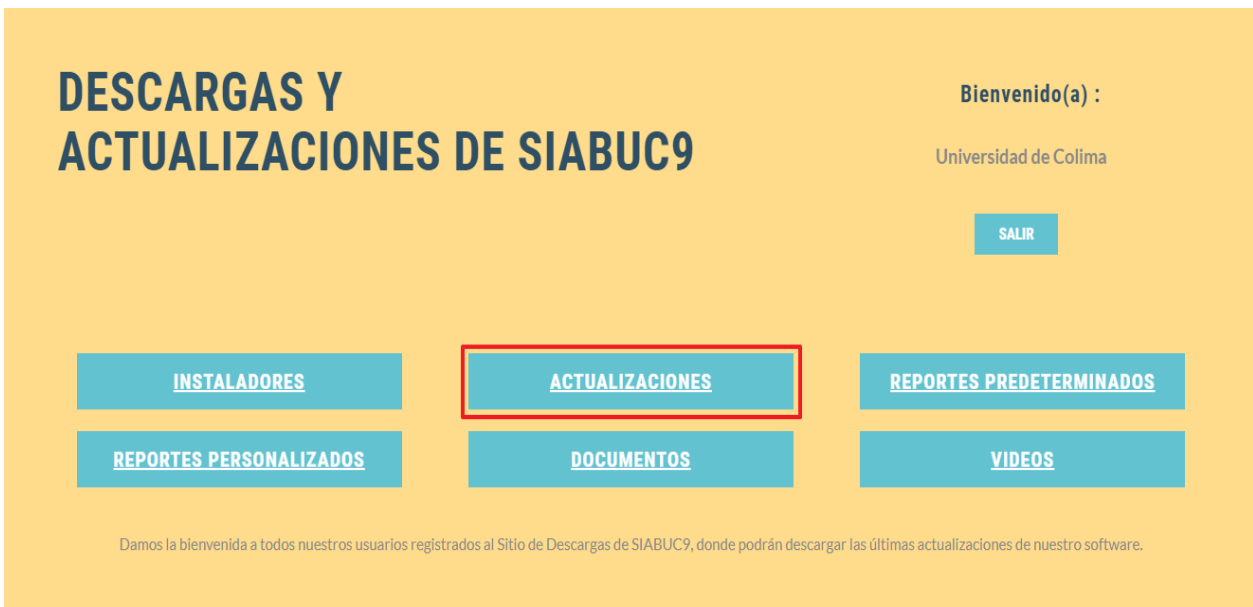 DESCARGAS Y
ACTUALIZACIONES DE SIABUC9
Bienvenido(a) :
Universidad de Colima
SALIR
INSTALADORES
ACTUALIZACIONES
REPORTES PREDETERMINADOS
REPORTES PERSONALIZADOS
DOCUMENTOS
VIDEOS
Damos la bienvenida a todos nuestros usuarios registrados al Sitio de Descargas de SIABUC9, donde podrán descargar las últimas actualizaciones de nuestro software.